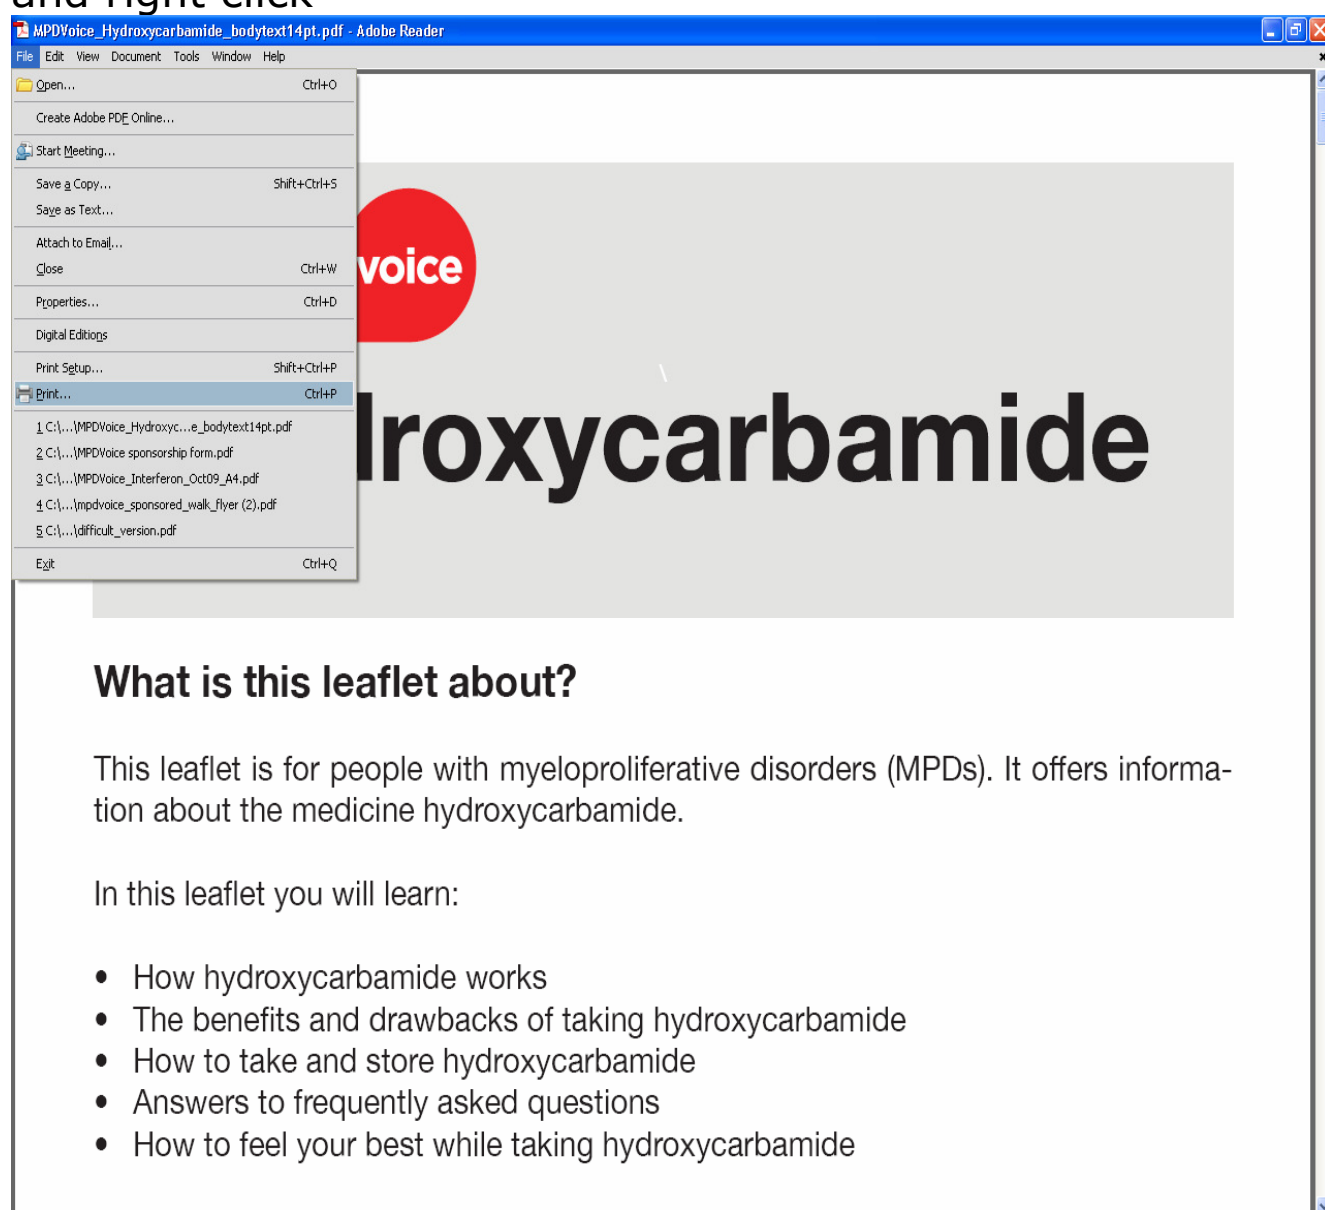 and right click
MPDVoice_Hydroxycarbamide_bodytext14pt.pdf - Adobe Reader
File Edit View Document Tools Window Help
Open... Ctrl+O
Create Adobe PDF Online...
Start Meeting...
Save a Copy... Shift+Ctrl+S
Save as Text...
Attach to Email...
Close Ctrl+W
Properties... Ctrl+D
Digital Editions
Print Setup... Shift+Ctrl+P
Print... Ctrl+P
1 C:\...\MPDVoice_Hydroxyc...e_bodytext14pt.pdf
2 C:\...\MPDVoice sponsorship form.pdf
3 C:\...\MPDVoice_Interferon_Oct09_A4.pdf
4 C:\...\mpdvoice_sponsored_walk_flyer (2).pdf
5 C:\...\difficult_version.pdf
Exit Ctrl+Q
voice
\
droxycarbamide
What is this leaflet about?
This leaflet is for people with myeloproliferative disorders (MPDs). It offers informa-
tion about the medicine hydroxycarbamide.
In this leaflet you will learn:
• How hydroxycarbamide works
• The benefits and drawbacks of taking hydroxycarbamide
• How to take and store hydroxycarbamide
• Answers to frequently asked questions
• How to feel your best while taking hydroxycarbamide